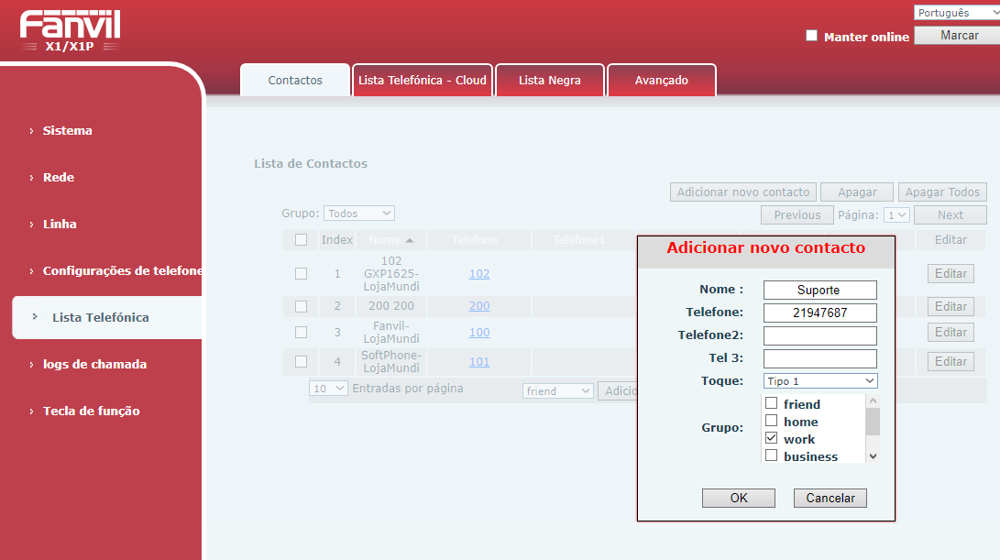 Fanvil
X1/X1P
Português
Manter online
Marcar
Contactos
Lista Telefónica - Cloud
Lista Negra
Avançado
› Sistema
› Rede
› Linha
› Configurações de telefone
› Lista Telefónica
› logs de chamada
› Tecla de função
Lista de Contactos
Adicionar novo contacto
Apagar
Apagar Todos
Grupo: Todos
Previous
Página: 1
Next
Index
Nome
Telefone
Telefone1
Editar
1
102
GXP1625-
LojaMundi
102
Editar
2
200 200
200
Editar
3
Fanvil-
LojaMundi
100
Editar
4
SoftPhone-
LojaMundi
101
Editar
10 Entradas por página
friend
Adicio
Adicionar novo contacto
Nome : Suporte
Telefone: 21947687
Telefone2:
Tel 3:
Toque: Tipo 1
Grupo:
friend
home
work
business
OK
Cancelar